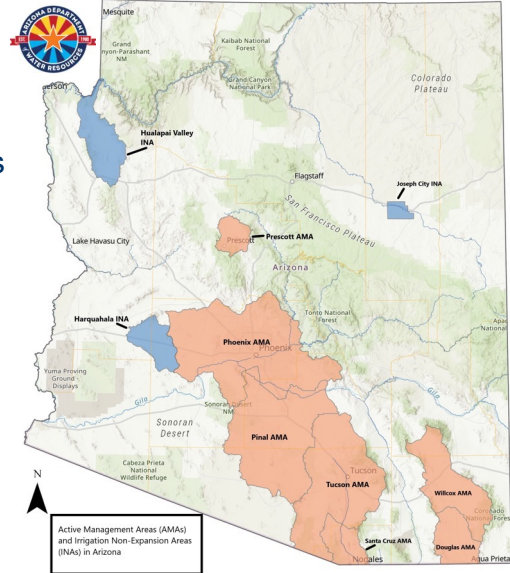 ARIZONA DEPARTMENT
EST. 1980
of WATER RESOURCES
Mesquite
Grand
nyon-Parashant
NM
Kaibab National
Forest
Grand Canyon
National Park
Colorado
Plateau
erson
Hualapai Valley
INA
S
Flagstaff
Joseph City INA
San Francisco Plateau
Lake Havasu City
Prescott
Prescott AMA
Arizona
Harquahala INA
Tonto National
Forest
Apa
National
Phoenix AMA
Phoenix
Yuma Proving
Ground -
Displays
Gila
Gila
Sonoran Desert
NM
Sonoran
Desert
Pinal AMA
Cabeza Prieta
National
Wildlife Refuge
Tucson
Tucson AMA
Willcox AMA
Coronado
National Fores
N
Santa Cruz AMA
Douglas AMA
Nogales
Agua Prieta
Active Management Areas (AMAs)
and Irrigation Non-Expansion Areas
(INAs) in Arizona